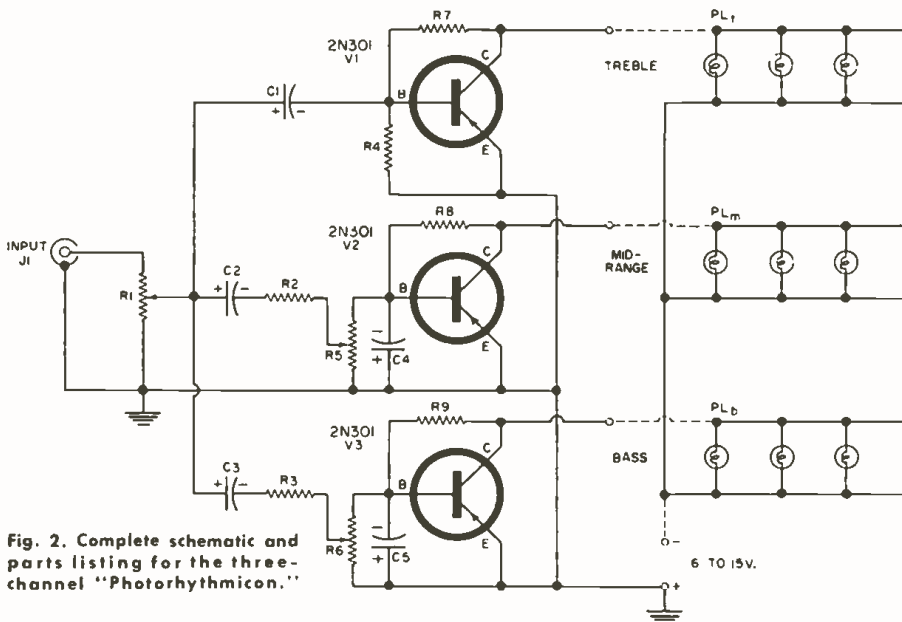 R7
PLt
2N301
V1
C
TREBLE
C1
B
+ -
R4
E
R8
PLm
2N301
V2
C
MID-
RANGE
INPUT
J1
C2
+ -
R2
B
R1
-
R5
+
C4
E
R9
PLb
2N301
V3
C
BASS
C3
+ -
R3
B
-
R6
+
C5
E
-
6 TO 15V.
+
Fig. 2. Complete schematic and
parts listing for the three-
channel "Photorhythmicon."